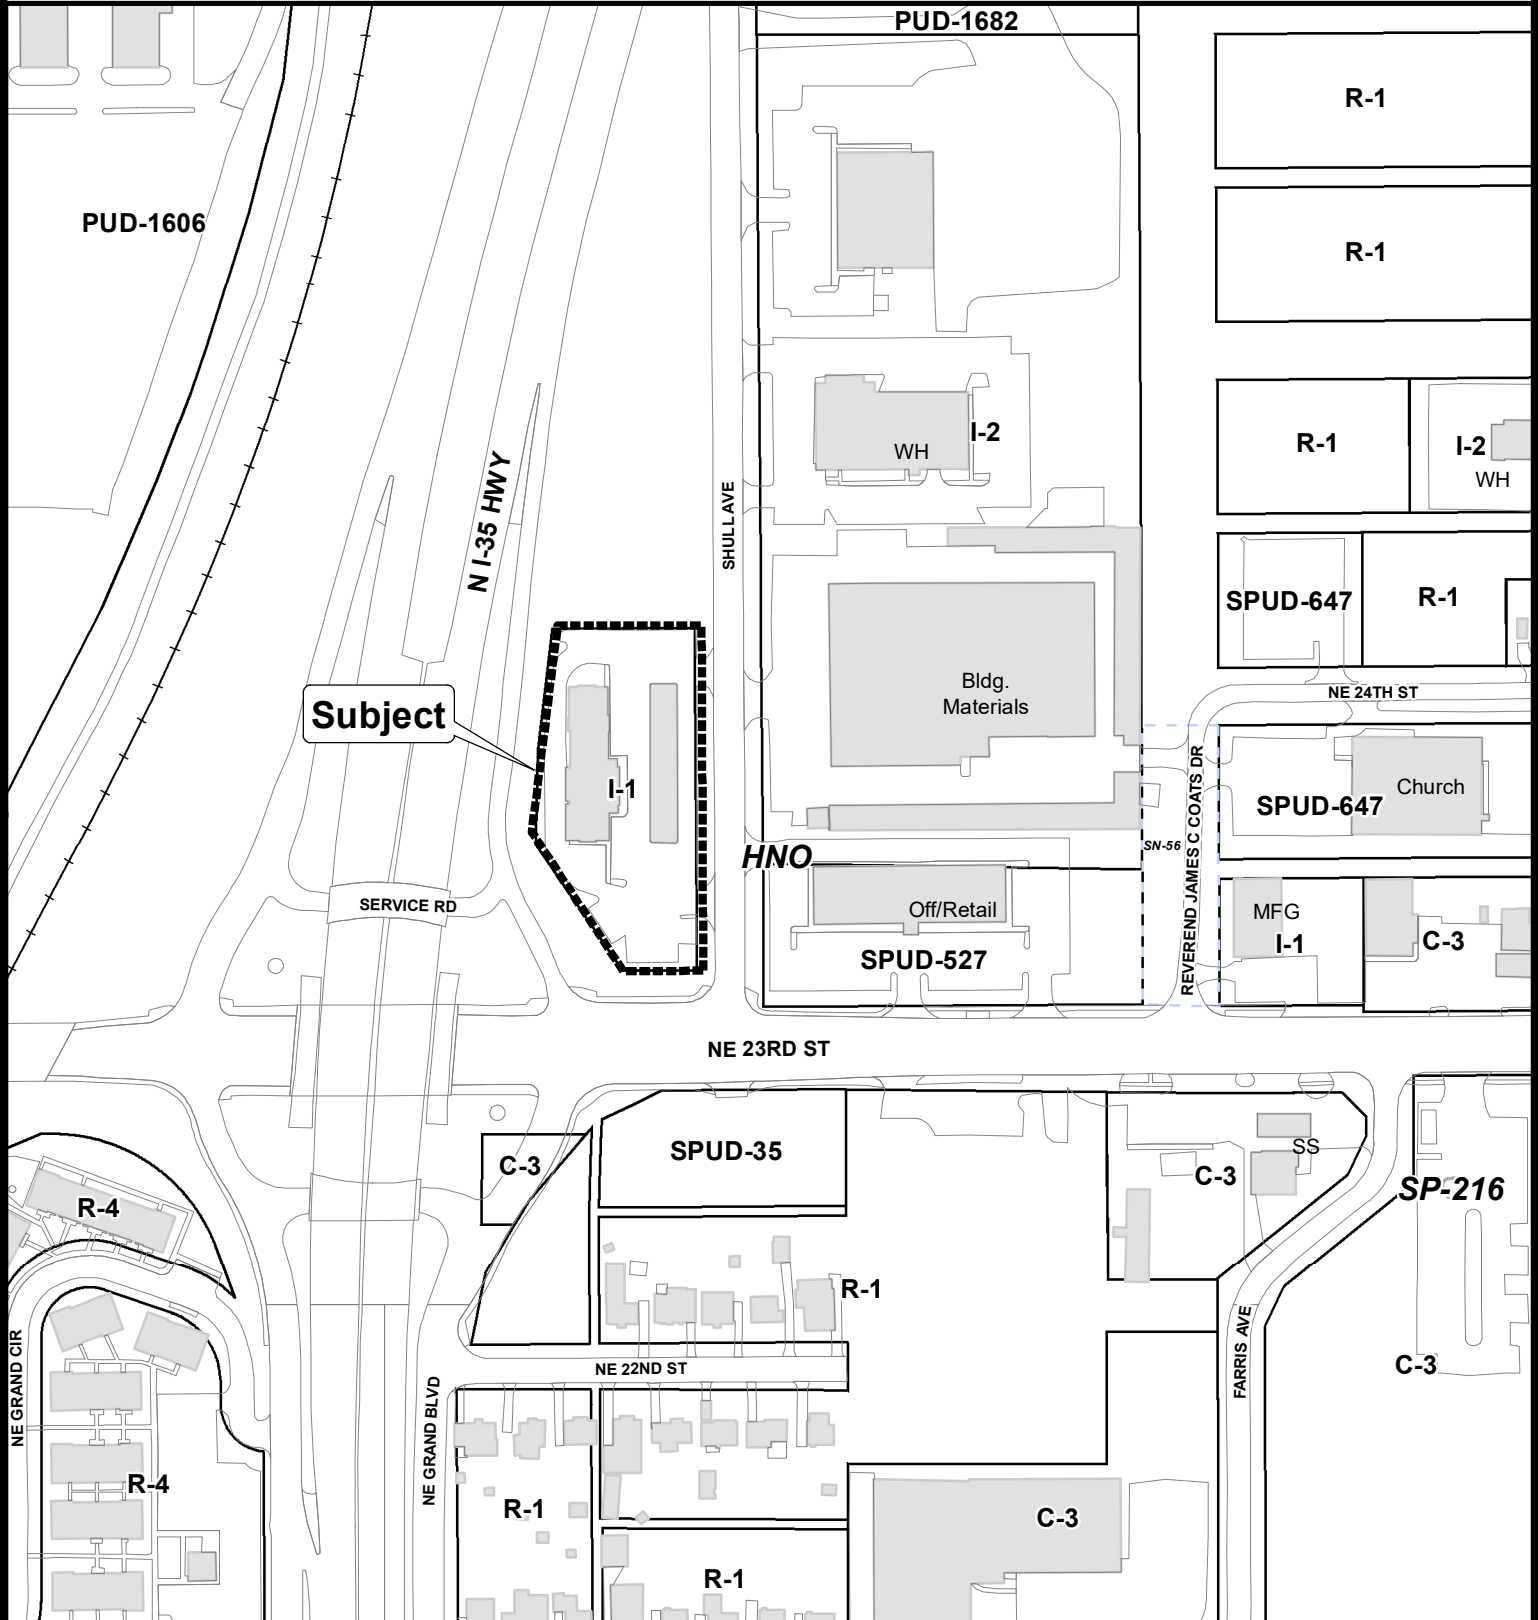 PUD-1682
R-1
PUD-1606
R-1
I-2
WH
R-1
I-2
WH
N I-35 HWY
SHULL AVE
SPUD-647
R-1
Bldg.
Materials
NE 24TH ST
Subject
I-1
REVEREND JAMES C COATS DR
Church
SPUD-647
SN-56
HNO
SERVICE RD
Off/Retail
MFG
I-1
C-3
SPUD-527
NE 23RD ST
SPUD-35
C-3
SS
C-3
SP-216
R-4
R-1
NE 22ND ST
FARRIS AVE
C-3
NE GRAND CIR
NE GRAND BLVD
R-4
R-1
C-3
R-1